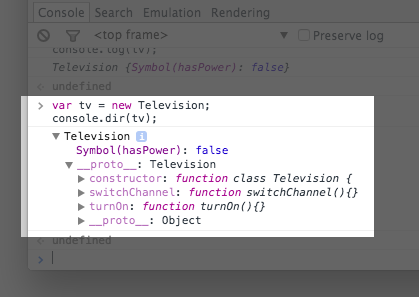 Console Search Emulation Rendering
<top frame> Preserve log
console.log(tv);
Television {Symbol(hasPower): false}
undefined
var tv = new Television;
console.dir(tv);
Television i
Symbol(hasPower): false
__proto__: Television
constructor: function class Television {
switchChannel: function switchChannel(){}
turnOn: function turnOn(){}
__proto__: Object
undefined